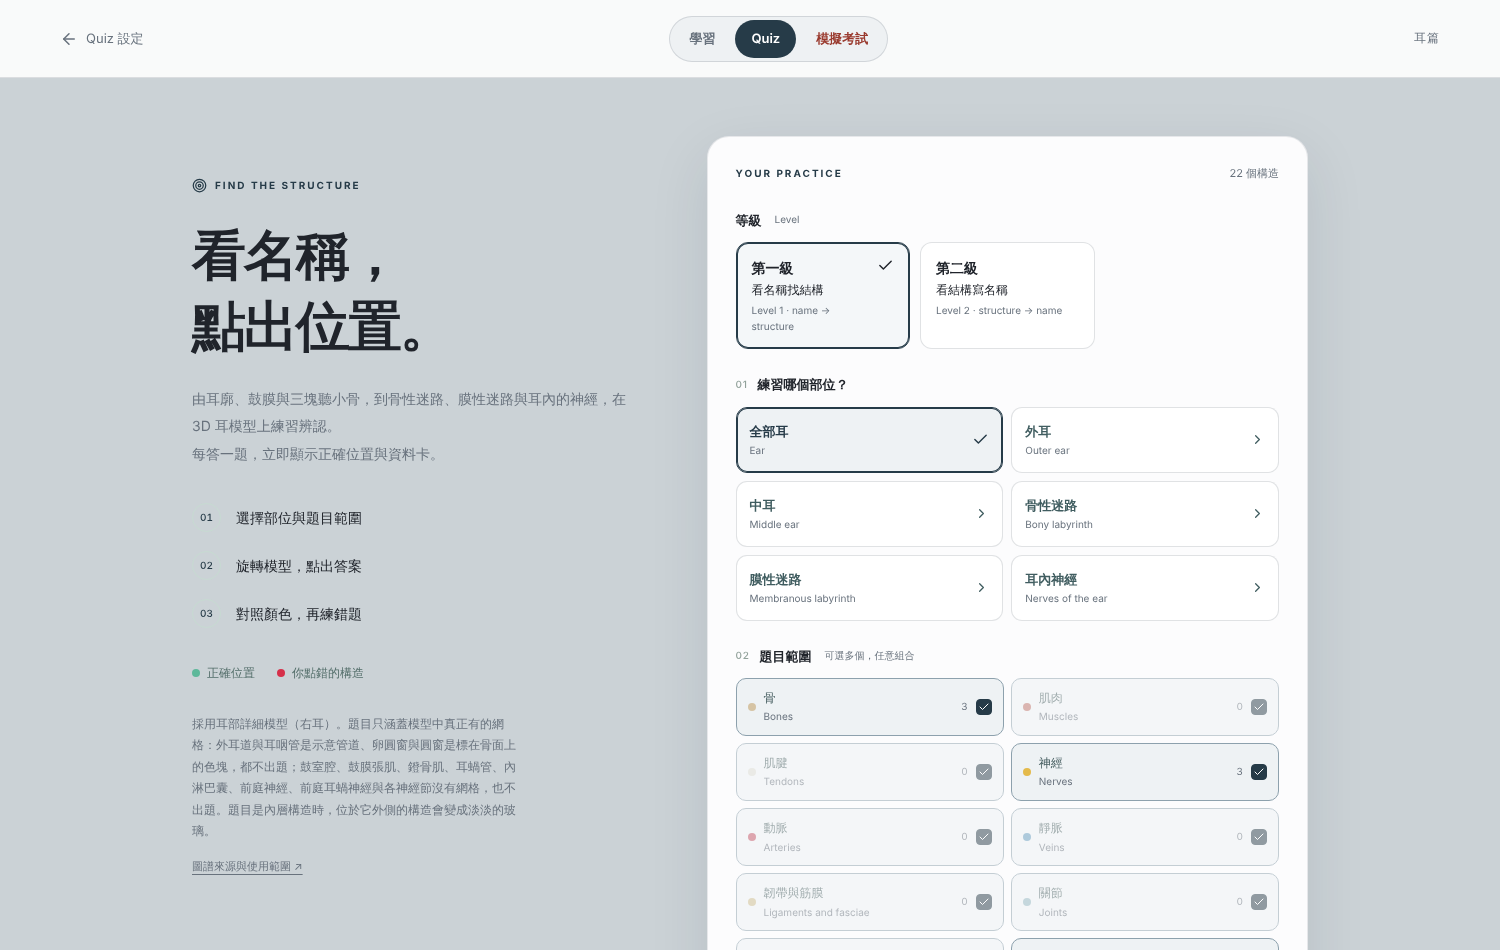 Quiz 設定
學習
Quiz
模擬考試
耳篇
FIND THE STRUCTURE
看名稱，
點出位置。
由耳廓、鼓膜與三塊聽小骨，到骨性迷路、膜性迷路與耳內的神經，在
3D 耳模型上練習辨認。
每答一題，立即顯示正確位置與資料卡。
01 選擇部位與題目範圍
02 旋轉模型，點出答案
03 對照顏色，再練錯題
正確位置 你點錯的構造
採用耳部詳細模型（右耳）。題目只涵蓋模型中真正有的網
格：外耳道與耳咽管是示意管道、卵圓窗與圓窗是標在骨面上
的色塊，都不出題；鼓室腔、鼓膜張肌、鐙骨肌、耳蝸管、內
淋巴囊、前庭神經、前庭耳蝸神經與各神經節沒有網格，也不
出題。題目是內層構造時，位於它外側的構造會變成淡淡的玻
璃。
圖譜來源與使用範圍 ↗
YOUR PRACTICE
22 個構造
等級 Level
第一級
看名稱找結構
Level 1 · name →
structure
第二級
看結構寫名稱
Level 2 · structure → name
01 練習哪個部位？
全部耳
Ear
外耳
Outer ear
中耳
Middle ear
骨性迷路
Bony labyrinth
膜性迷路
Membranous labyrinth
耳內神經
Nerves of the ear
02 題目範圍 可選多個，任意組合
骨
Bones
3
肌肉
Muscles
0
肌腱
Tendons
0
神經
Nerves
3
動脈
Arteries
0
靜脈
Veins
0
韌帶與筋膜
Ligaments and fasciae
0
關節
Joints
0